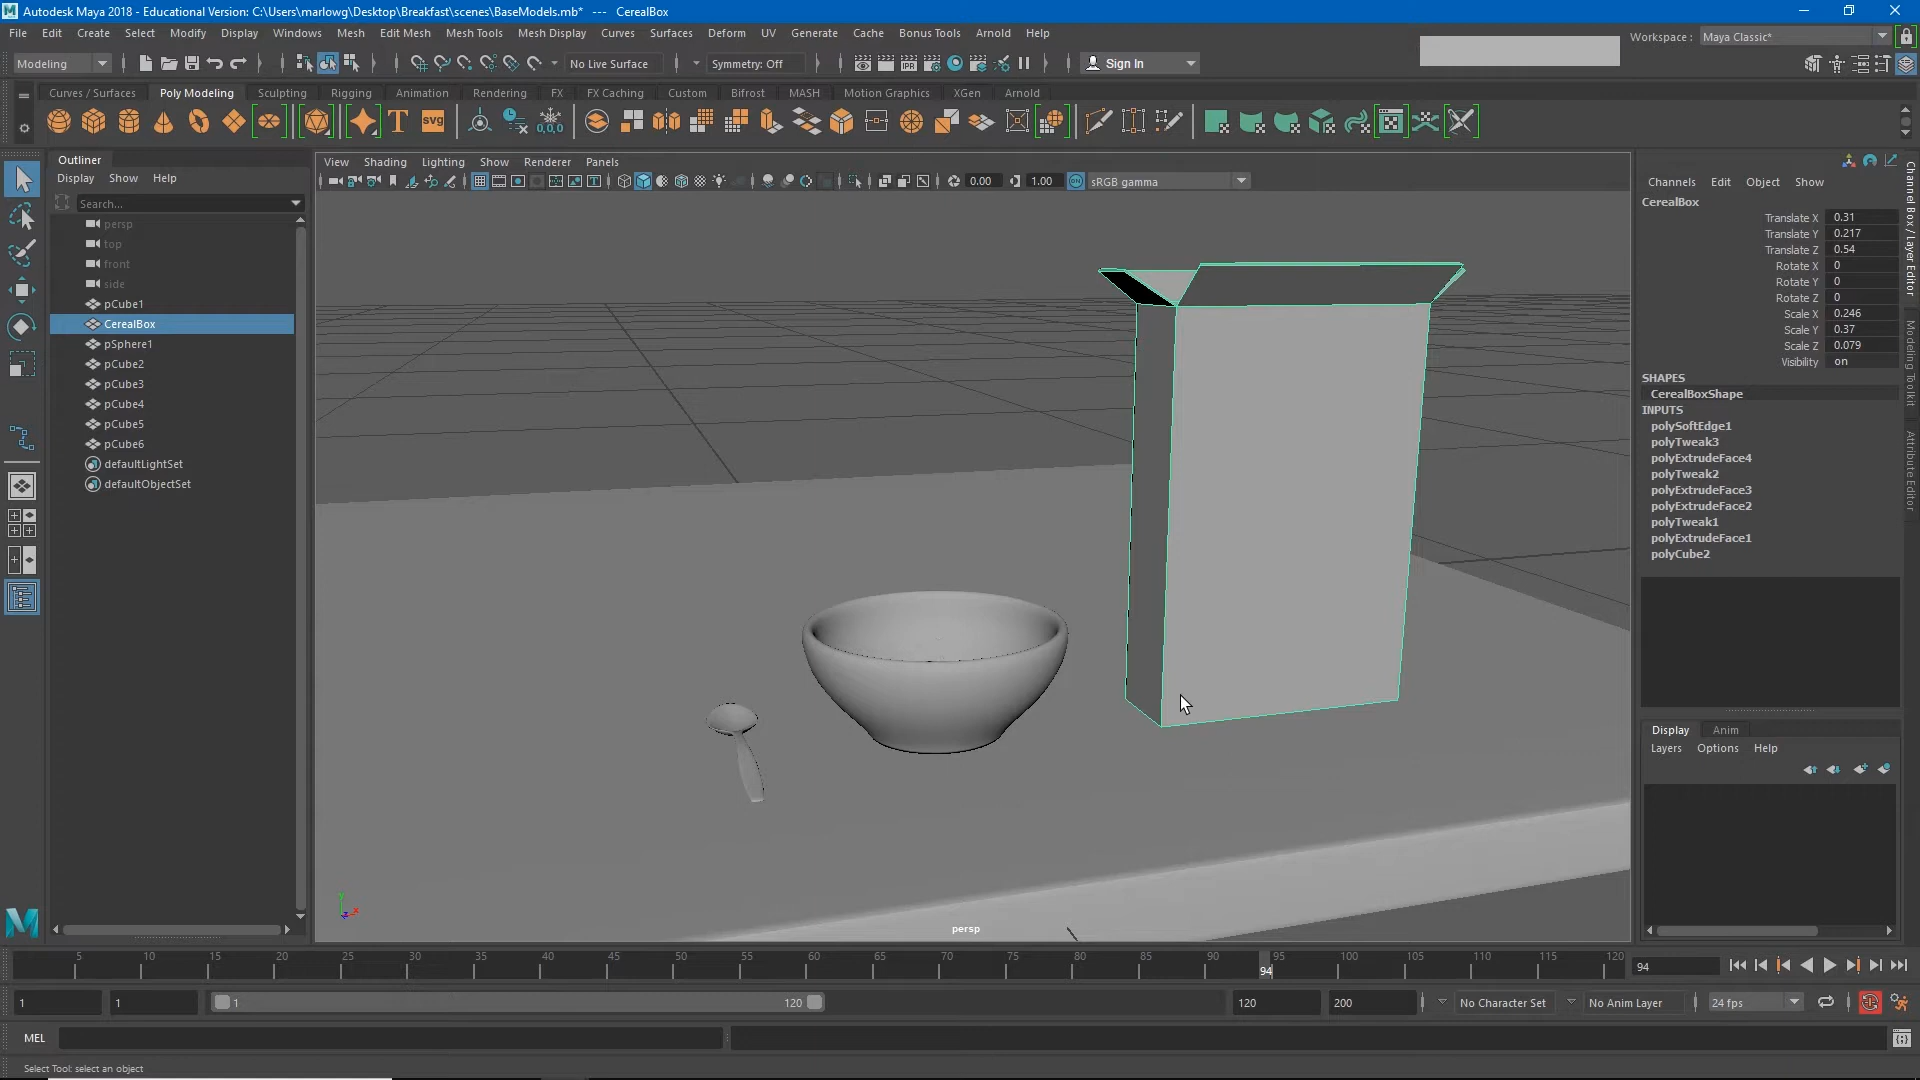 Autodesk Maya 2018 - Educational Version: C:\Users\marlowg\Desktop\Breakfast\scenes\BaseModels.mb* --- CerealBox
File Edit Create Select Modify Display Windows Mesh Edit Mesh Mesh Tools Mesh Display Curves Surfaces Deform UV Generate Cache Bonus Tools Arnold Help
Workspace : Maya Classic*
Modeling No Live Surface Symmetry: Off Sign In
Curves / Surfaces Poly Modeling Sculpting Rigging Animation Rendering FX FX Caching Custom Bifrost MASH Motion Graphics XGen Arnold
T svg 0,0,0
Outliner
Display Show Help
Search...
persp
top
front
side
pCube1
CerealBox
pSphere1
pCube2
pCube3
pCube4
pCube5
pCube6
defaultLightSet
defaultObjectSet
View Shading Lighting Show Renderer Panels
0.00 1.00 ON sRGB gamma
persp
Channels Edit Object Show
CerealBox
Translate X 0.31
Translate Y 0.217
Translate Z 0.54
Rotate X 0
Rotate Y 0
Rotate Z 0
Scale X 0.246
Scale Y 0.37
Scale Z 0.079
Visibility on
SHAPES
CerealBoxShape
INPUTS
polySoftEdge1
polyTweak3
polyExtrudeFace4
polyTweak2
polyExtrudeFace3
polyExtrudeFace2
polyTweak1
polyExtrudeFace1
polyCube2
Channel Box / Layer Editor
Modeling Toolkit
Attribute Editor
Display Anim
Layers Options Help
5 10 15 20 25 30 35 40 45 50 55 60 65 70 75 80 85 90 95 100 105 110 115 120
94 94
1 1 1 120 120 200 No Character Set No Anim Layer 24 fps
MEL
Select Tool: select an object